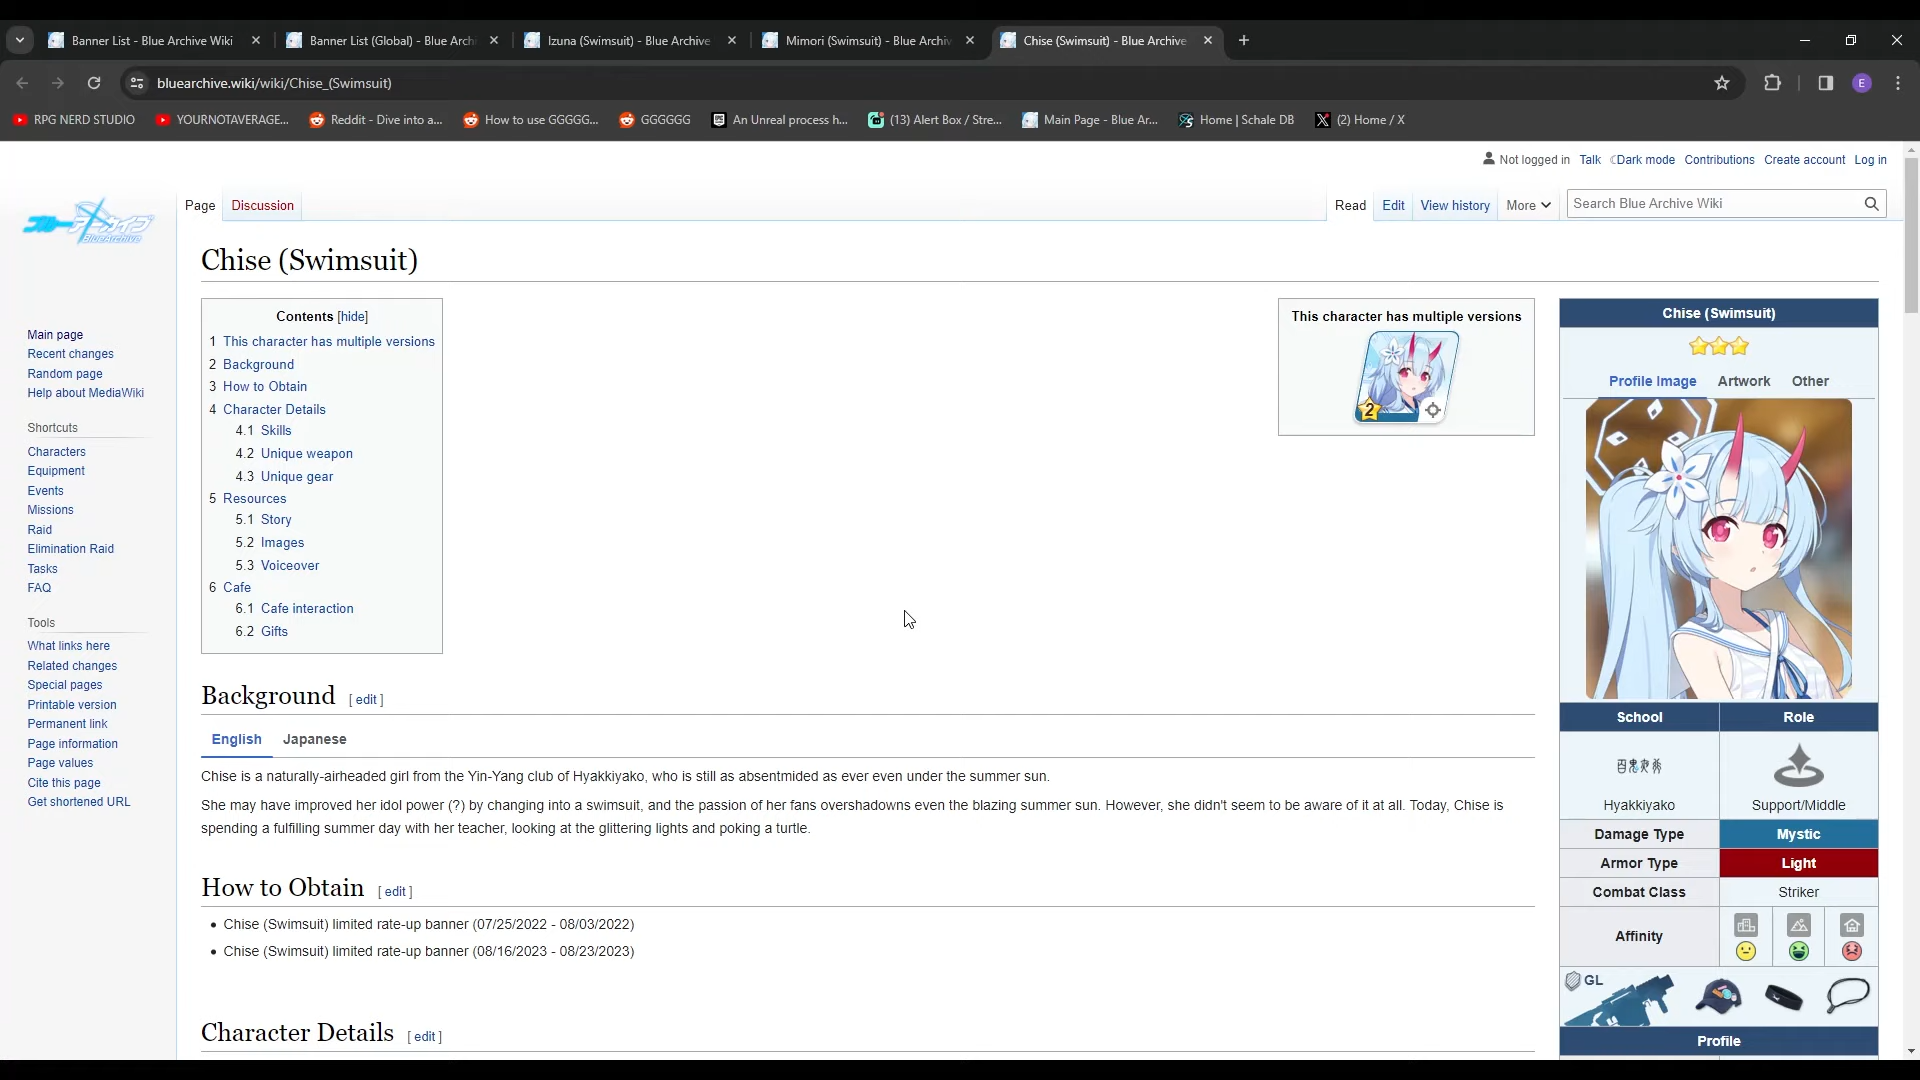 Banner List - Blue Archive Wiki
Banner List (Global) - Blue Arch
Izuna (Swimsuit) - Blue Archive
Mimori (Swimsuit) - Blue Archiv
Chise (Swimsuit) - Blue Archive
bluearchive.wiki/wiki/Chise_(Swimsuit)
E
RPG NERD STUDIO
YOURNOTAVERAGE...
Reddit - Dive into a...
How to use GGGGG...
GGGGGG
An Unreal process h...
(13) Alert Box / Stre...
Main Page - Blue Ar...
Home | Schale DB
(2) Home / X
Not logged in Talk Dark mode Contributions Create account Log in
ブルーアーカイブ
BlueArchive
Page Discussion
Read Edit View history More
Search Blue Archive Wiki
Main page
Recent changes
Random page
Help about MediaWiki
Shortcuts
Characters
Equipment
Events
Missions
Raid
Elimination Raid
Tasks
FAQ
Tools
What links here
Related changes
Special pages
Printable version
Permanent link
Page information
Page values
Cite this page
Get shortened URL
Chise (Swimsuit)
Contents [hide]
1 This character has multiple versions
2 Background
3 How to Obtain
4 Character Details
4.1 Skills
4.2 Unique weapon
4.3 Unique gear
5 Resources
5.1 Story
5.2 Images
5.3 Voiceover
6 Cafe
6.1 Cafe interaction
6.2 Gifts
This character has multiple versions
2
Background [ edit ]
English Japanese
Chise is a naturally-airheaded girl from the Yin-Yang club of Hyakkiyako, who is still as absentmided as ever even under the summer sun.
She may have improved her idol power (?) by changing into a swimsuit, and the passion of her fans overshadows even the blazing summer sun. However, she didn't seem to be aware of it at all. Today, Chise is
spending a fulfilling summer day with her teacher, looking at the glittering lights and poking a turtle.
How to Obtain [ edit ]
• Chise (Swimsuit) limited rate-up banner (07/25/2022 - 08/03/2022)
• Chise (Swimsuit) limited rate-up banner (08/16/2023 - 08/23/2023)
Character Details [ edit ]
Chise (Swimsuit)
Profile Image Artwork Other
School Role
Hyakkiyako Support/Middle
Damage Type Mystic
Armor Type Light
Combat Class Striker
Affinity
GL
Profile